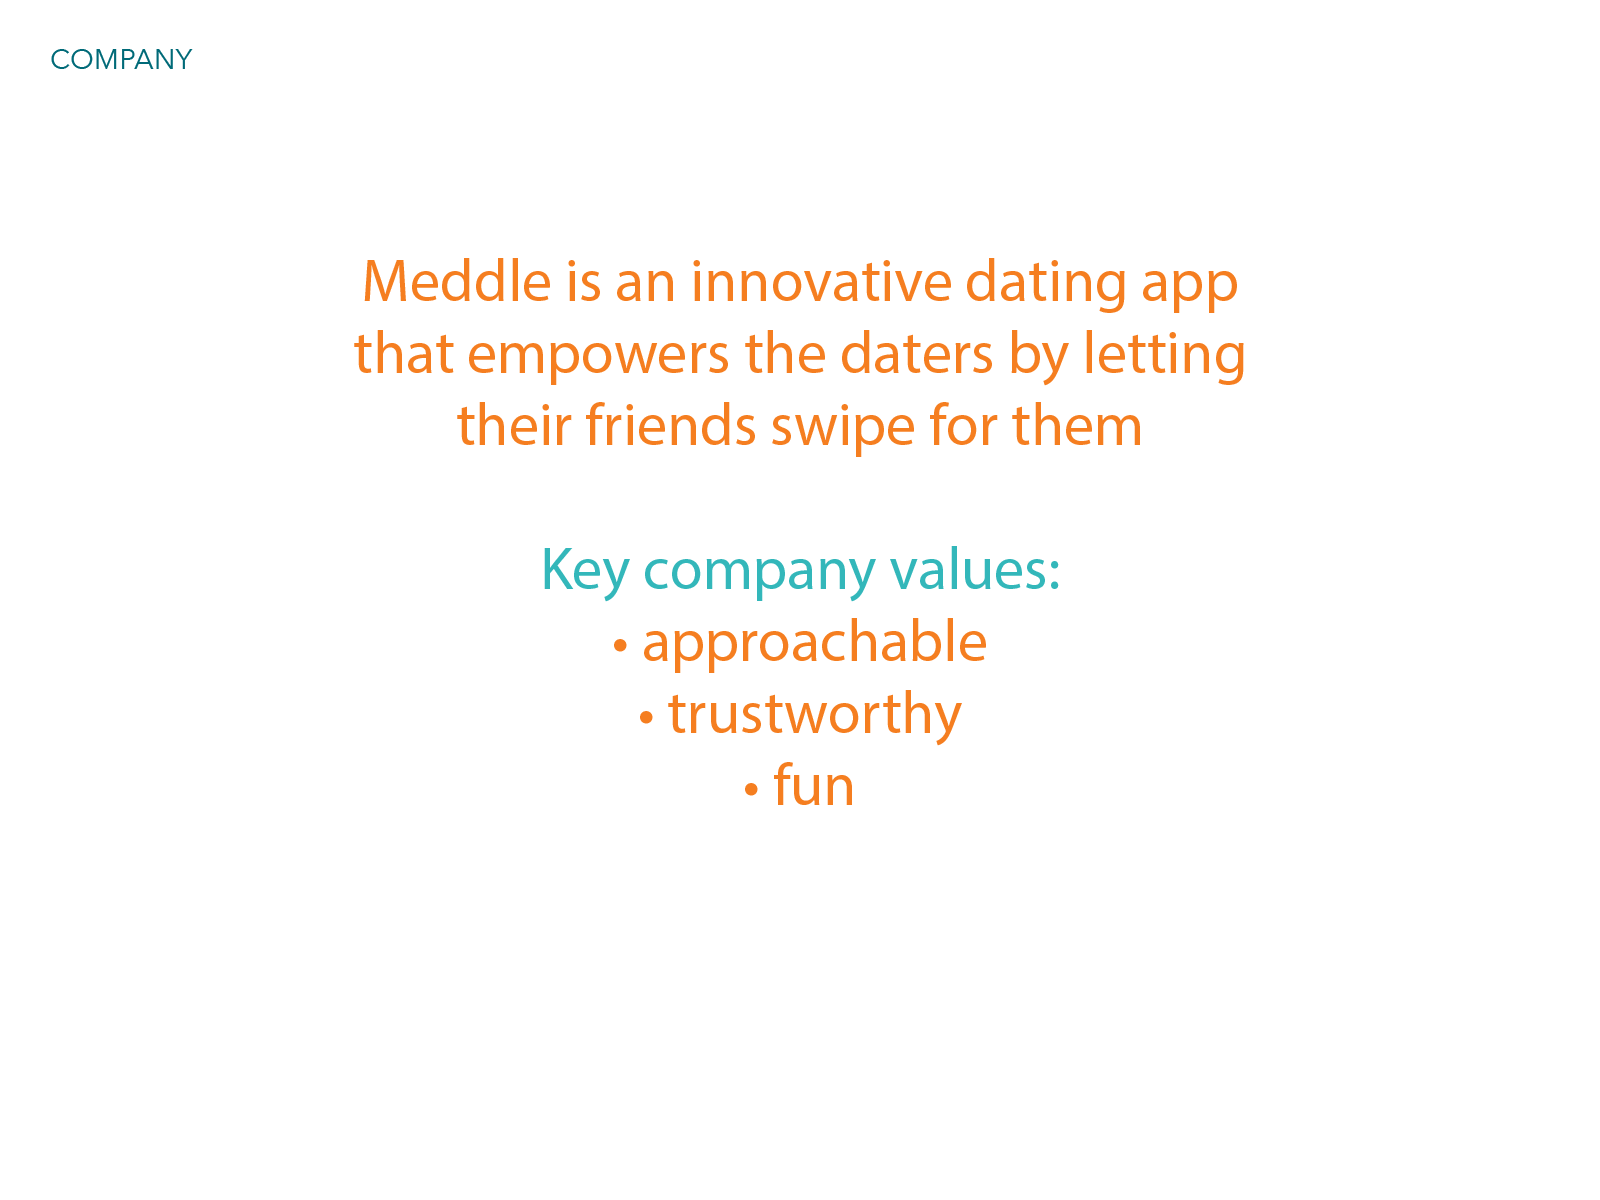 COMPANY
Meddle is an innovative dating app
that empowers the daters by letting
their friends swipe for them
Key company values:
• approachable
• trustworthy
• fun